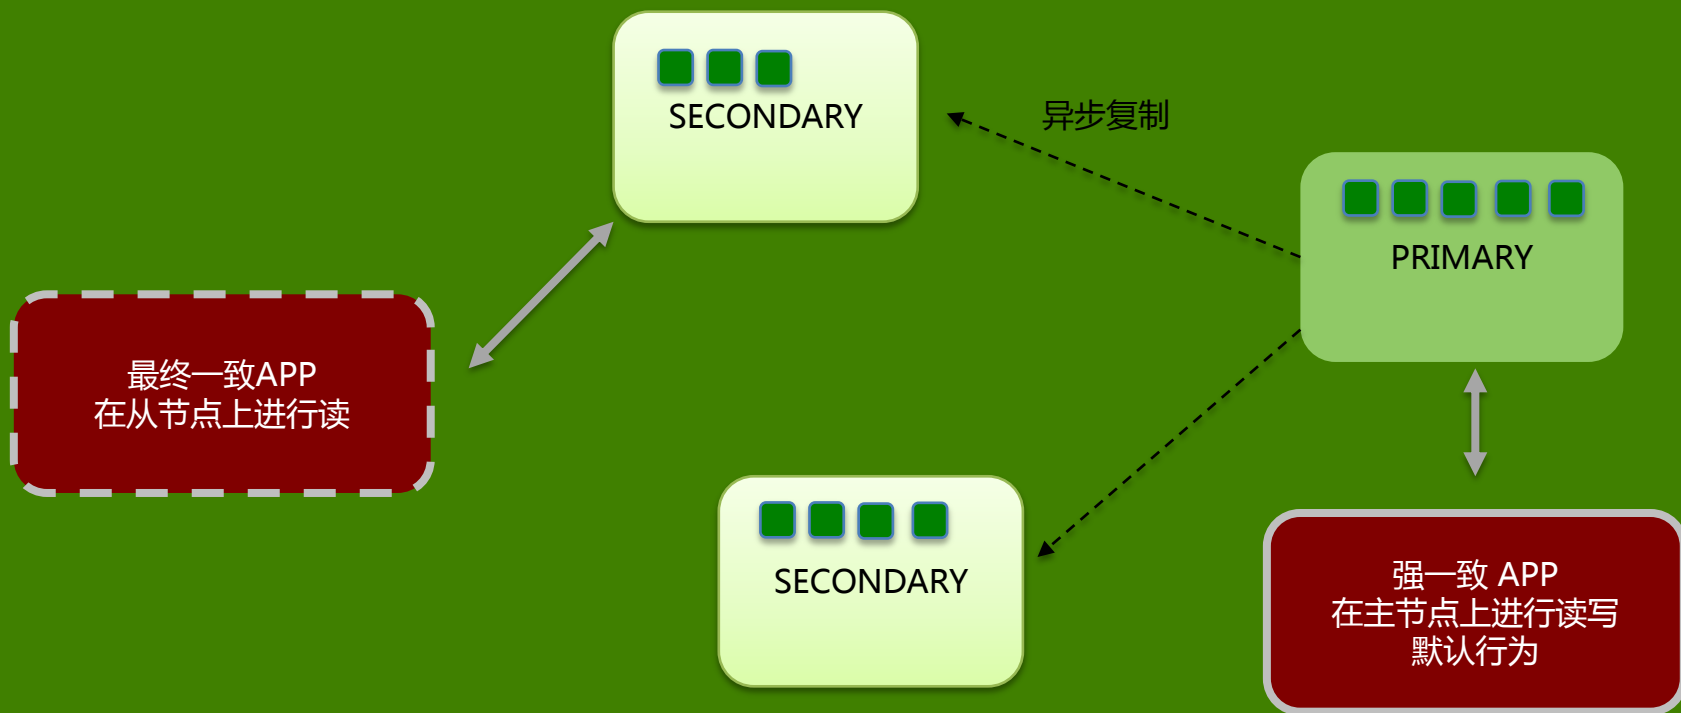 SECONDARY
异步复制
PRIMARY
最终一致APP
在从节点上进行读
SECONDARY
强一致 APP
在主节点上进行读写
默认行为